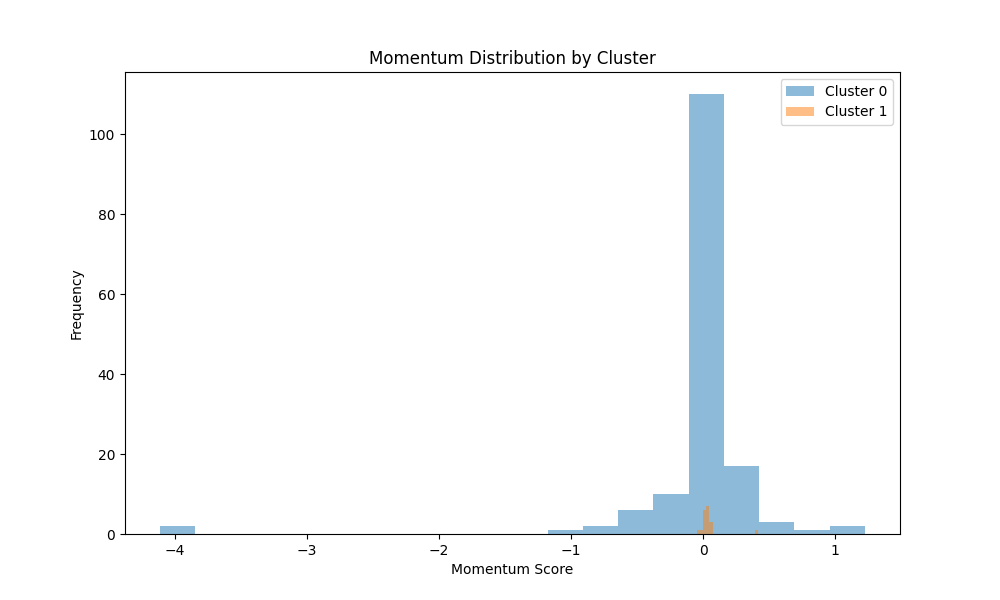 Momentum Distribution by Cluster
Cluster 0
Cluster 1
Frequency
100
80
60
40
20
0
−4
−3
−2
−1
0
1
Momentum Score